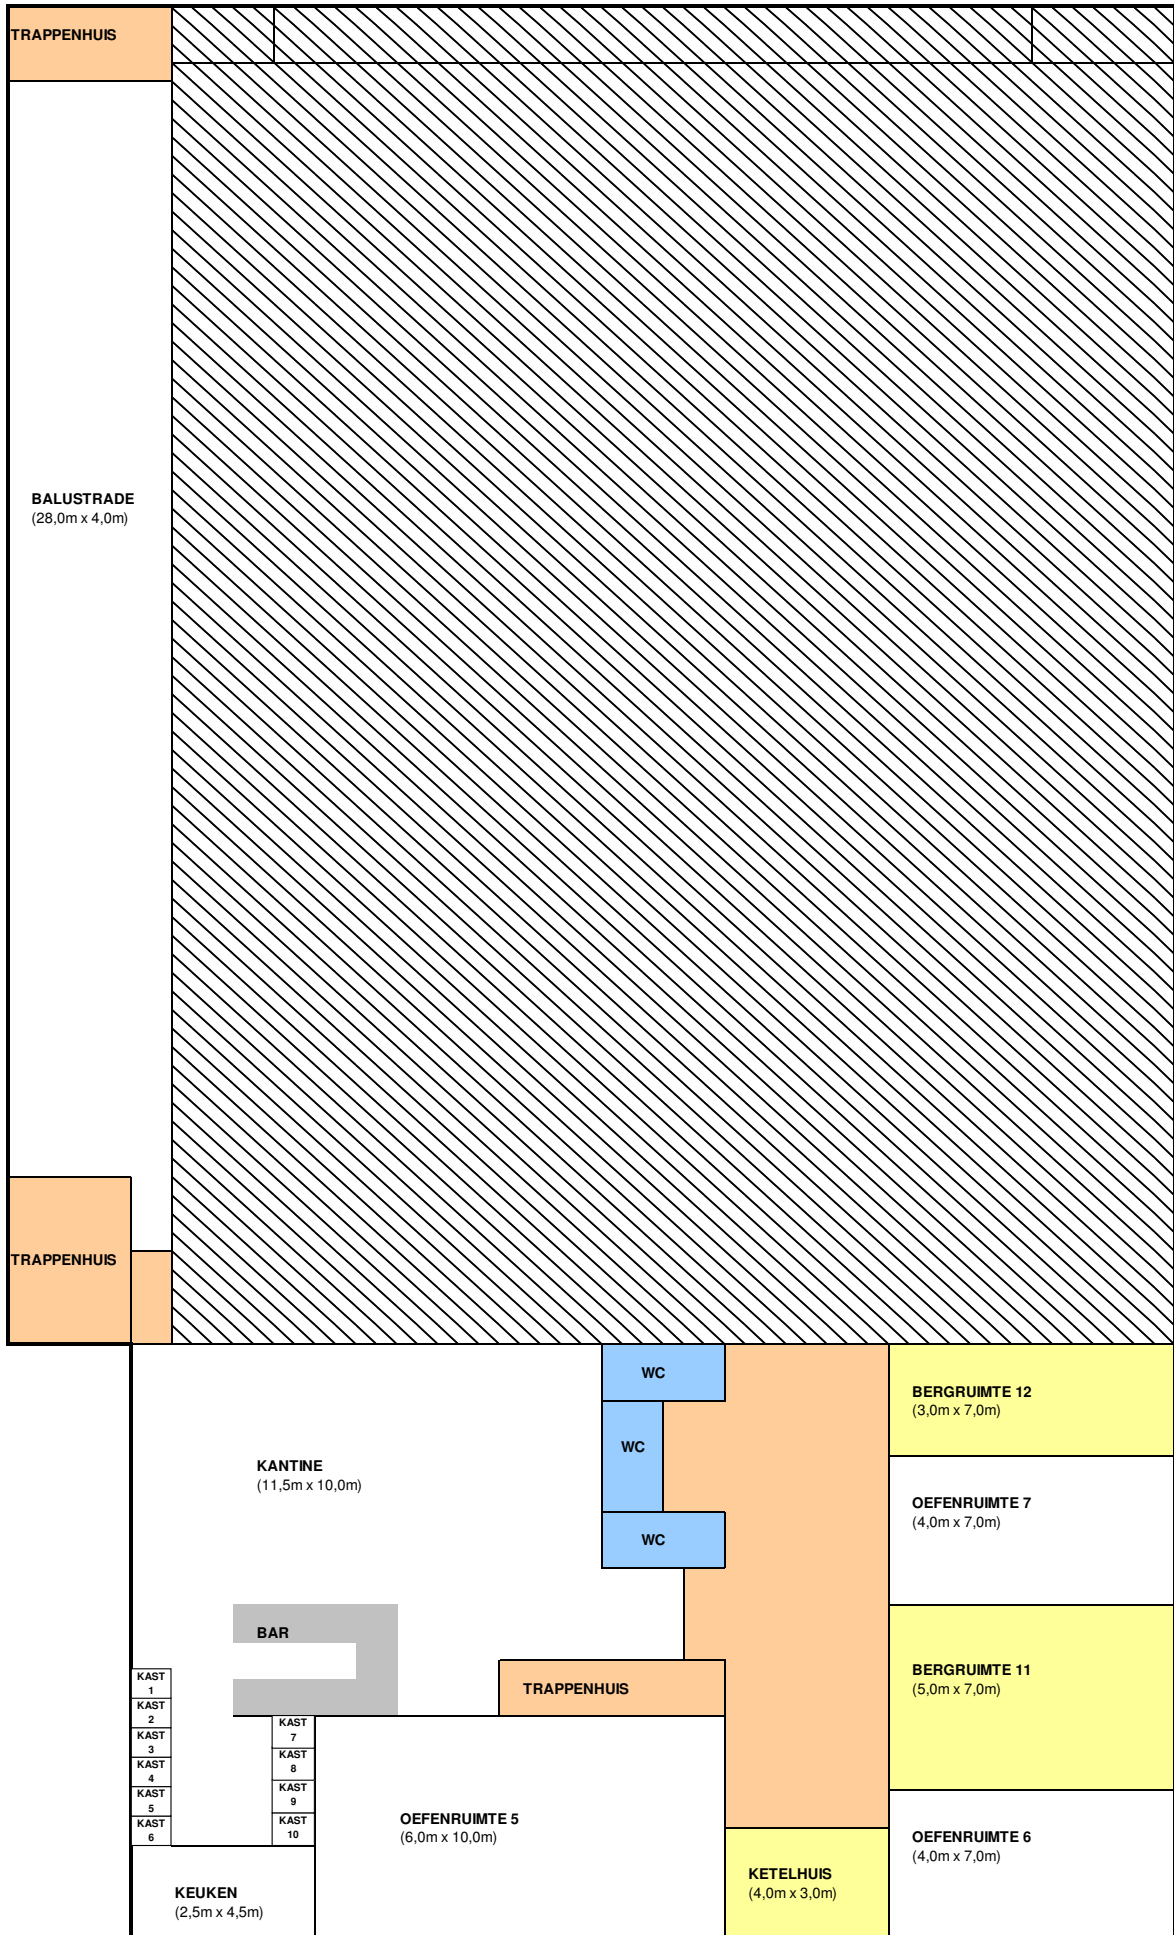 TRAPPENHUIS
BALUSTRADE
(28,0m x 4,0m)
TRAPPENHUIS
WC
BERGRUIMTE 12
(3,0m x 7,0m)
WC
KANTINE
(11,5m x 10,0m)
OEFENRUIMTE 7
(4,0m x 7,0m)
WC
BAR
BERGRUIMTE 11
(5,0m x 7,0m)
TRAPPENHUIS
KAST
1
KAST
2
KAST
3
KAST
4
KAST
5
KAST
6
KAST
7
KAST
8
KAST
9
KAST
10
OEFENRUIMTE 5
(6,0m x 10,0m)
OEFENRUIMTE 6
(4,0m x 7,0m)
KETELHUIS
(4,0m x 3,0m)
KEUKEN
(2,5m x 4,5m)